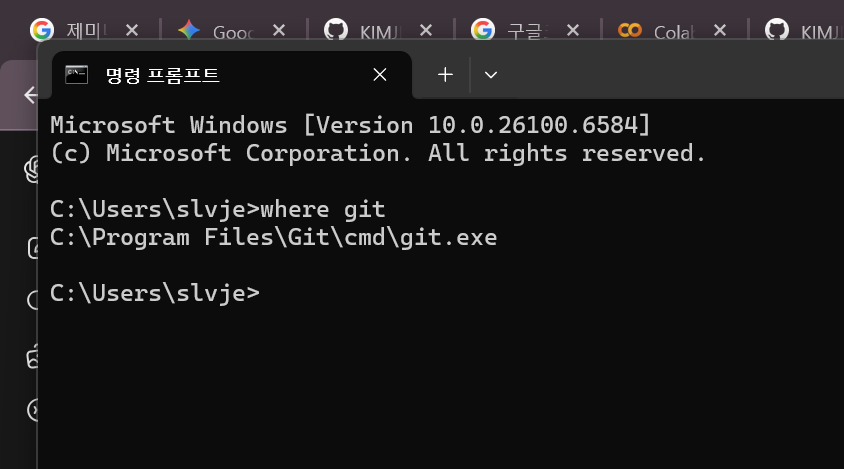 제미 Goo KIMJ 구글 Cola KIMJ
명령 프롬프트
Microsoft Windows [Version 10.0.26100.6584]
(c) Microsoft Corporation. All rights reserved.
C:\Users\slvje>where git
C:\Program Files\Git\cmd\git.exe
C:\Users\slvje>